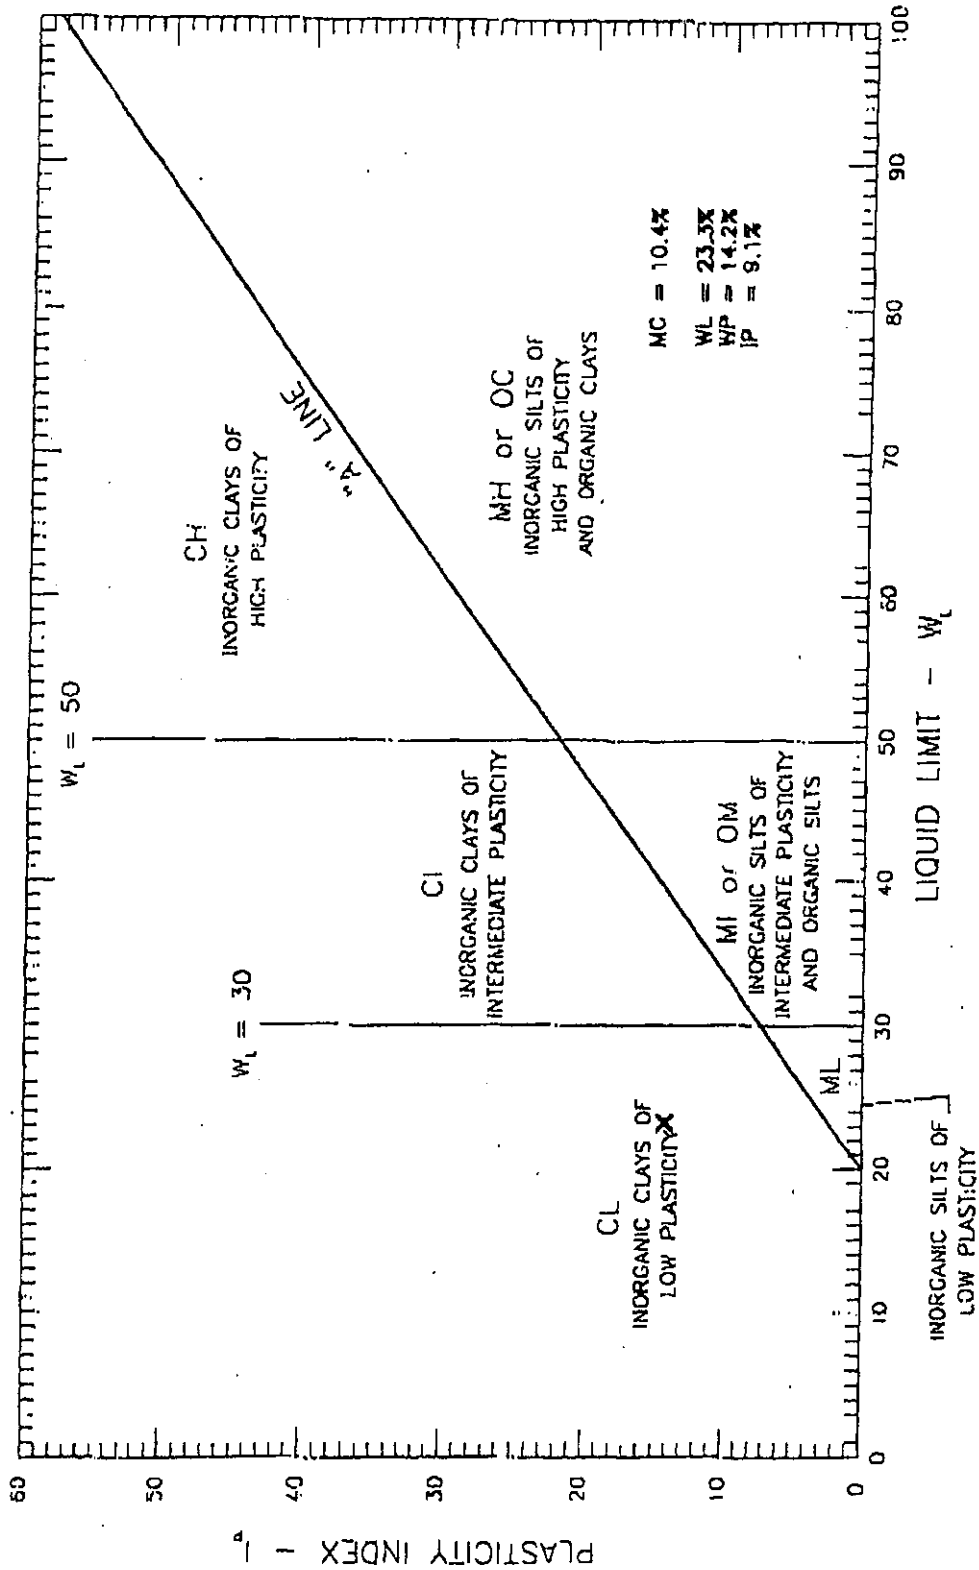 PLASTICITY INDEX - Ip
60
50
40
30
20
10
0
W_L = 30
W_L = 50
CH
INORGANIC CLAYS OF
HIGH PLASTICITY
"A" LINE
CI
INORGANIC CLAYS OF
INTERMEDIATE PLASTICITY
CL
INORGANIC CLAYS OF
LOW PLASTICITY
X
MH or OC
INORGANIC SILTS OF
HIGH PLASTICITY
AND ORGANIC CLAYS
MI or OM
INORGANIC SILTS OF
INTERMEDIATE PLASTICITY
AND ORGANIC SILTS
ML
MC = 10.4%
WL = 23.3%
WP = 14.2%
IP = 9.1%
0
10
20
30
40
50
60
70
80
90
100
INORGANIC SILTS OF
LOW PLASTICITY
LIQUID LIMIT - W_L